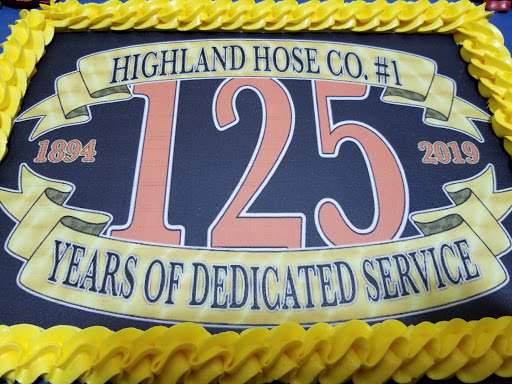 HIGHLAND HOSE CO. #1
125
1894 2019
YEARS OF DEDICATED SERVICE